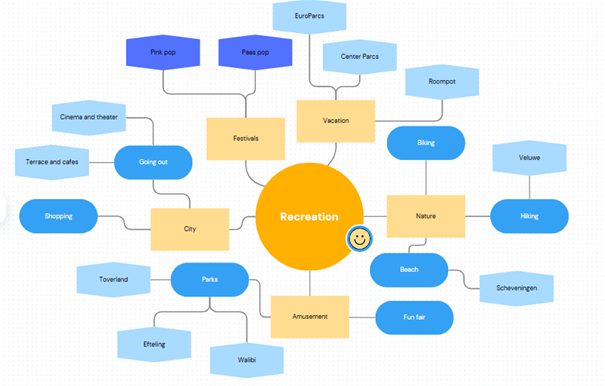 EuroParcs
Pink pop
Paas pop
Center Parcs
Roompot
Cinema and theater
Festivals
Vacation
Biking
Terrace and cafes
Going out
Veluwe
Shopping
City
Recreation
Nature
Hiking
Toverland
Parks
Beach
Scheveningen
Amusement
Fun fair
Efteling
Walibi